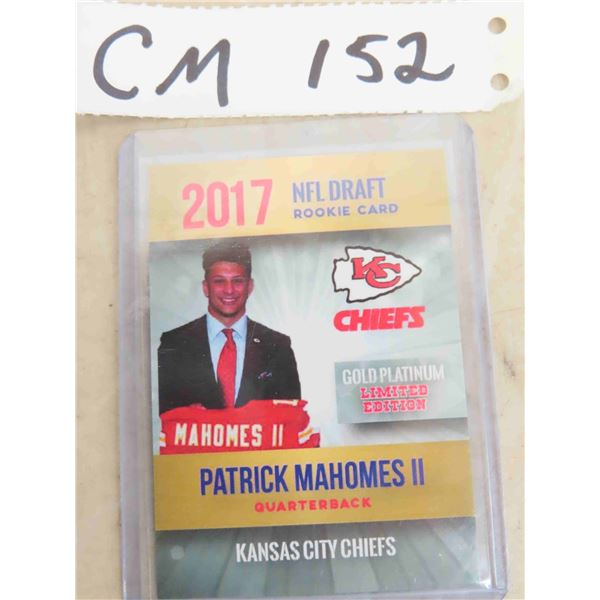 CM 152
2017 NFL DRAFT
ROOKIE CARD
KC
CHIEFS
GOLD PLATINUM
LIMITED
EDITION
MAHOMES II
PATRICK MAHOMES II
QUARTERBACK
KANSAS CITY CHIEFS